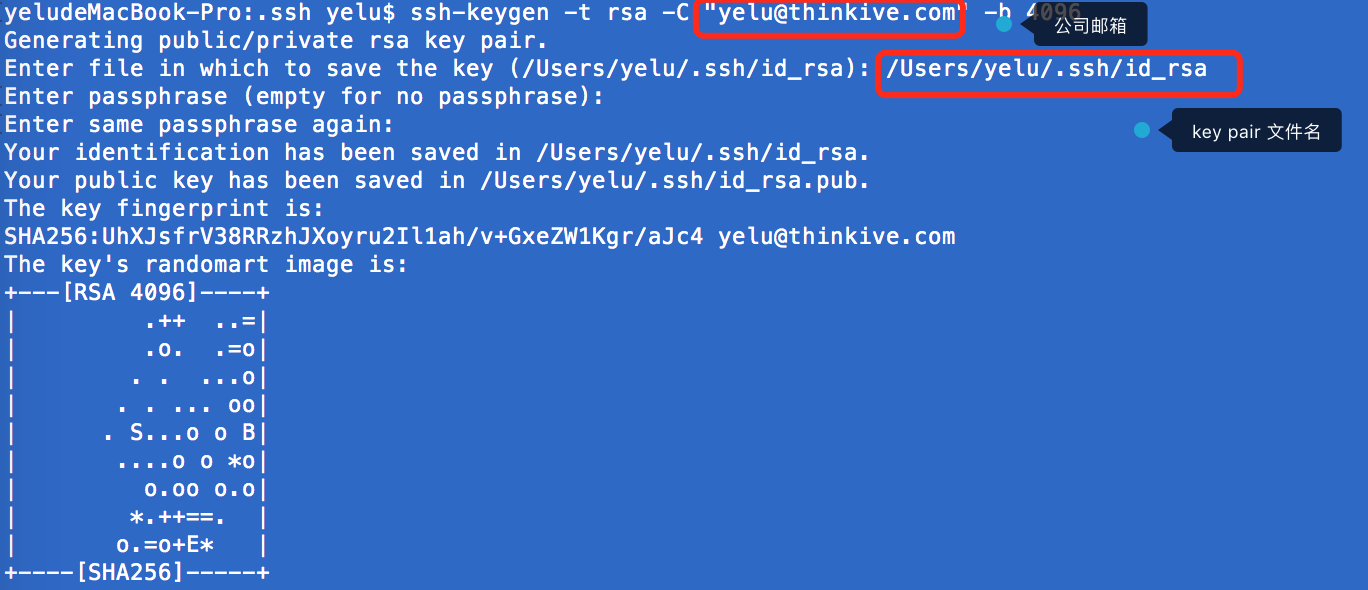 yeludeMacBook-Pro:.ssh yelu$ ssh-keygen -t rsa -C "yelu@thinkive.com" -b 4096
公司邮箱
Generating public/private rsa key pair.
Enter file in which to save the key (/Users/yelu/.ssh/id_rsa): /Users/yelu/.ssh/id_rsa
Enter passphrase (empty for no passphrase):
Enter same passphrase again:
key pair 文件名
Your identification has been saved in /Users/yelu/.ssh/id_rsa.
Your public key has been saved in /Users/yelu/.ssh/id_rsa.pub.
The key fingerprint is:
SHA256:UhXJsfrV38RRzhJXoyru2Il1ah/v+GxeZW1Kgr/aJc4 yelu@thinkive.com
The key's randomart image is:
+---[RSA 4096]----+
|         .++  ..=|
|         .o.  .=o|
|        . .  ...o|
|       . . ... oo|
|      . S...o o B|
|       ....o o *o|
|         o.oo o.o|
|        *.++==.  |
|       o.=o+E*   |
+----[SHA256]-----+